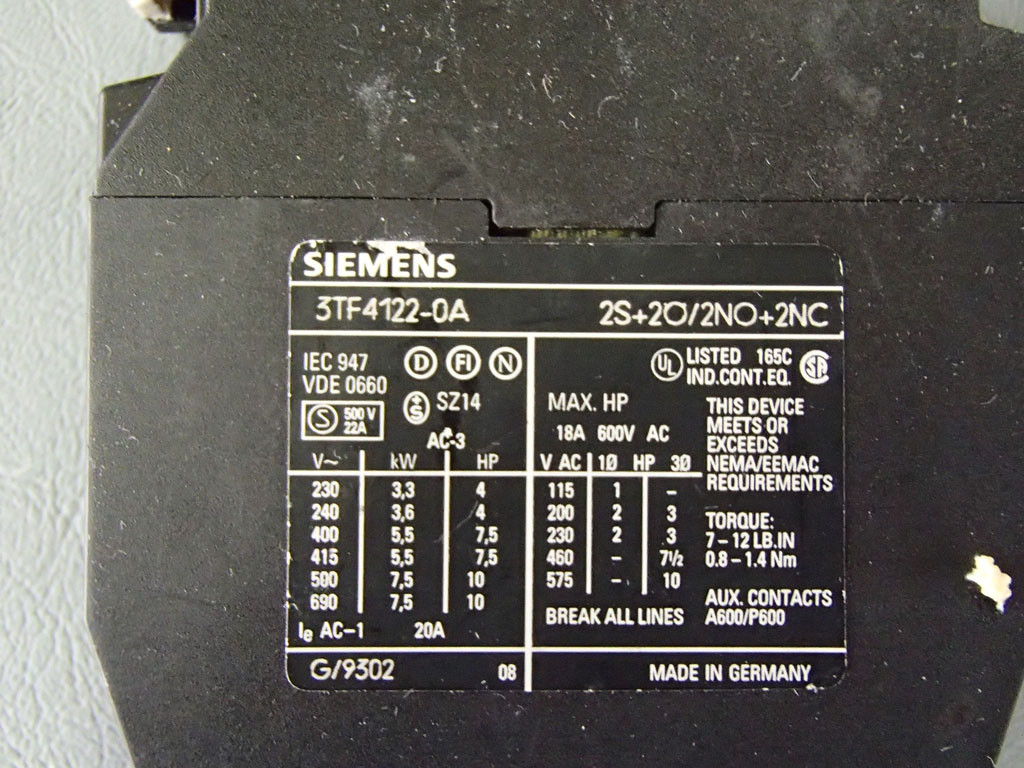 SIEMENS
3TF4122-0A 2S+2Ö/2NO+2NC
IEC 947 D FI N
VDE 0660
S 500 V 22A
+S SZ14
AC-3
V~ kW HP
230 3,3 4
240 3,6 4
400 5,5 7,5
415 5,5 7,5
500 7,5 10
690 7,5 10
Ie AC-1 20A
UL LISTED 165C SA
IND.CONT.EQ.
MAX. HP
18A 600V AC
V AC 1Ø HP 3Ø
115 1 –
200 2 3
230 2 3
460 – 7½
575 – 10
BREAK ALL LINES
THIS DEVICE
MEETS OR
EXCEEDS
NEMA/EEMAC
REQUIREMENTS
TORQUE:
7–12 LB.IN
0.8–1.4 Nm
AUX. CONTACTS
A600/P600
G/9302 08 MADE IN GERMANY